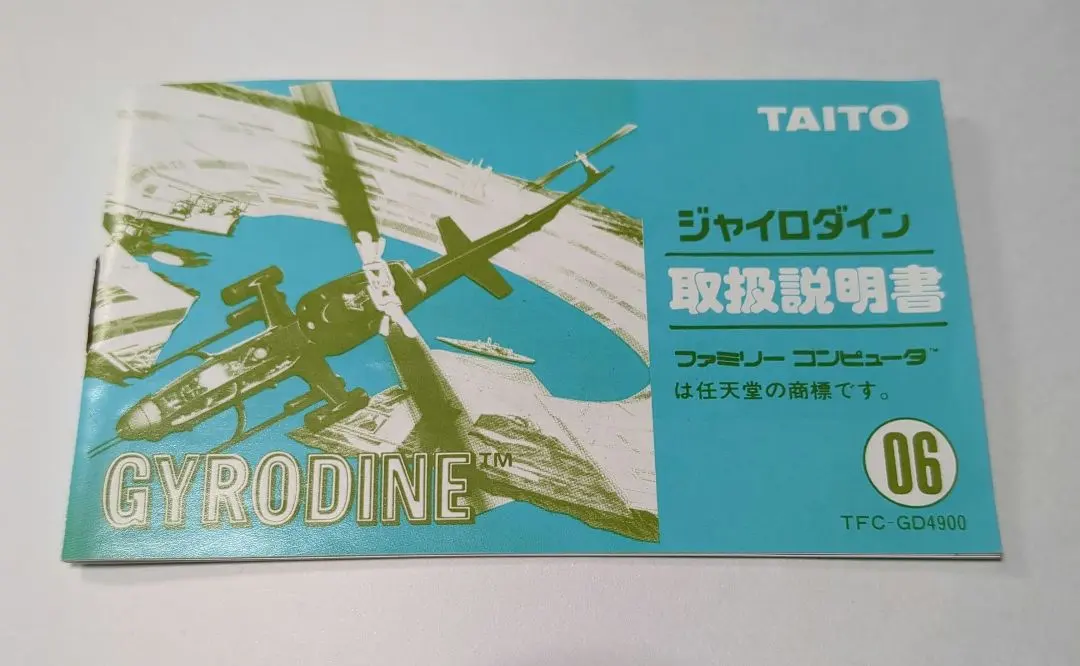 TAITO
ジャイロダイン
取扱説明書
ファミリー コンピュータ™
は任天堂の商標です。
06
TFC-GD4900
GYRODINE™